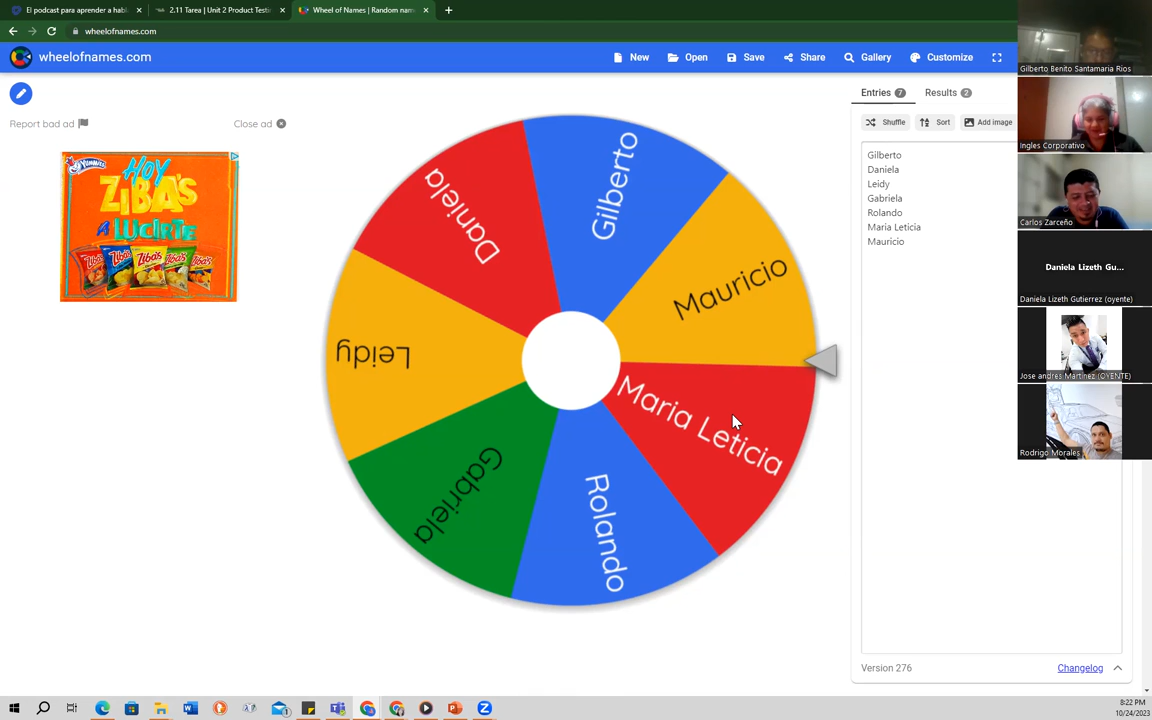 El podcast para aprender a habl
2.11 Tarea | Unit 2 Product Testin
Wheel of Names | Random nam
wheelofnames.com
wheelofnames.com
New
Open
Save
Share
Gallery
Customize
Report bad ad
Close ad
Yummies
HOY
ZIBA'S
A LUCIRTE
Entries 7
Results 2
Shuffle
Sort
Add image
Gilberto
Daniela
Leidy
Gabriela
Rolando
Maria Leticia
Mauricio
Gilberto
Mauricio
Maria Leticia
Rolando
Gabriela
Leidy
Daniela
Gilberto Benito Santamaria Rios
Ingles Corporativo
Carlos Zarceño
Daniela Lizeth Gu...
Daniela Lizeth Gutierrez (oyente)
Jose andres Martinez (OYENTE)
Rodrigo Morales
Version 276
Changelog
8:22 PM
10/24/2023